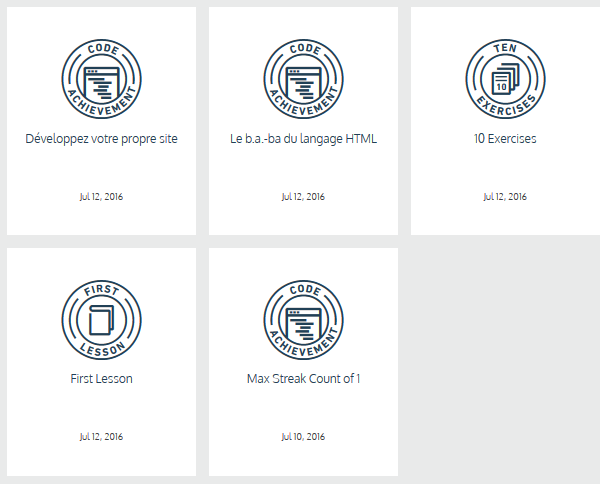 CODE
ACHIEVEMENT
Développez votre propre site
Jul 12, 2016
CODE
ACHIEVEMENT
Le b.a.-ba du langage HTML
Jul 12, 2016
TEN
10
EXERCISES
10 Exercises
Jul 12, 2016
FIRST
LESSON
First Lesson
Jul 12, 2016
CODE
ACHIEVEMENT
Max Streak Count of 1
Jul 10, 2016